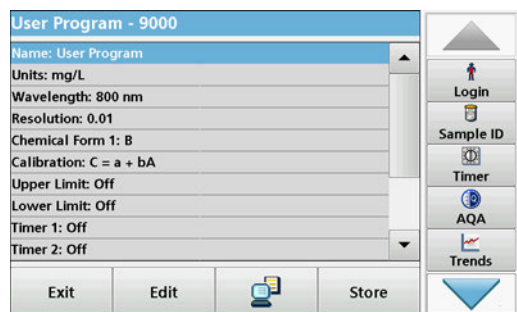 User Program - 9000
Name: User Program
Units: mg/L
Wavelength: 800 nm
Resolution: 0.01
Chemical Form 1: B
Calibration: C = a + bA
Upper Limit: Off
Lower Limit: Off
Timer 1: Off
Timer 2: Off
Exit
Edit
Store
Login
Sample ID
Timer
AQA
Trends